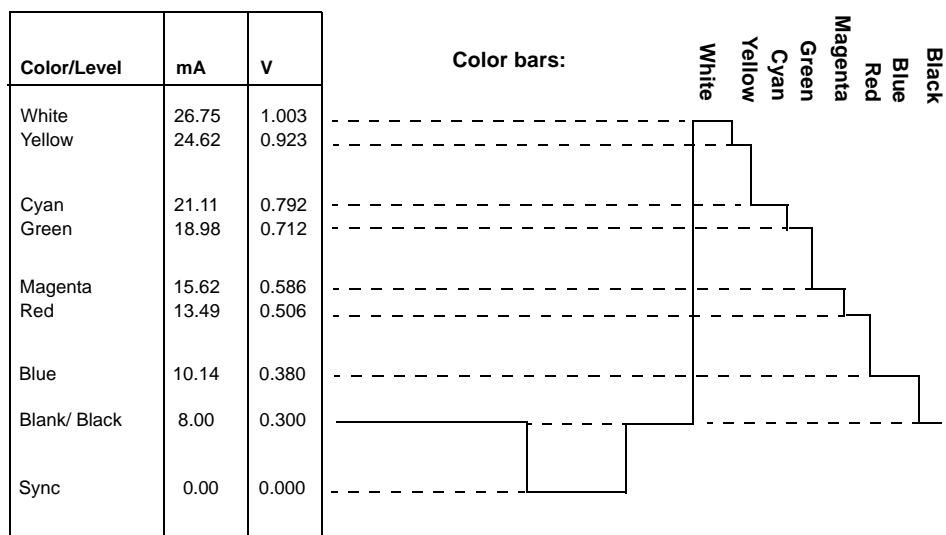 Color/Level mA V
Color bars:
White Yellow Cyan Green Magenta Red Blue Black
White 26.75 1.003
Yellow 24.62 0.923
Cyan 21.11 0.792
Green 18.98 0.712
Magenta 15.62 0.586
Red 13.49 0.506
Blue 10.14 0.380
Blank/ Black 8.00 0.300
Sync 0.00 0.000